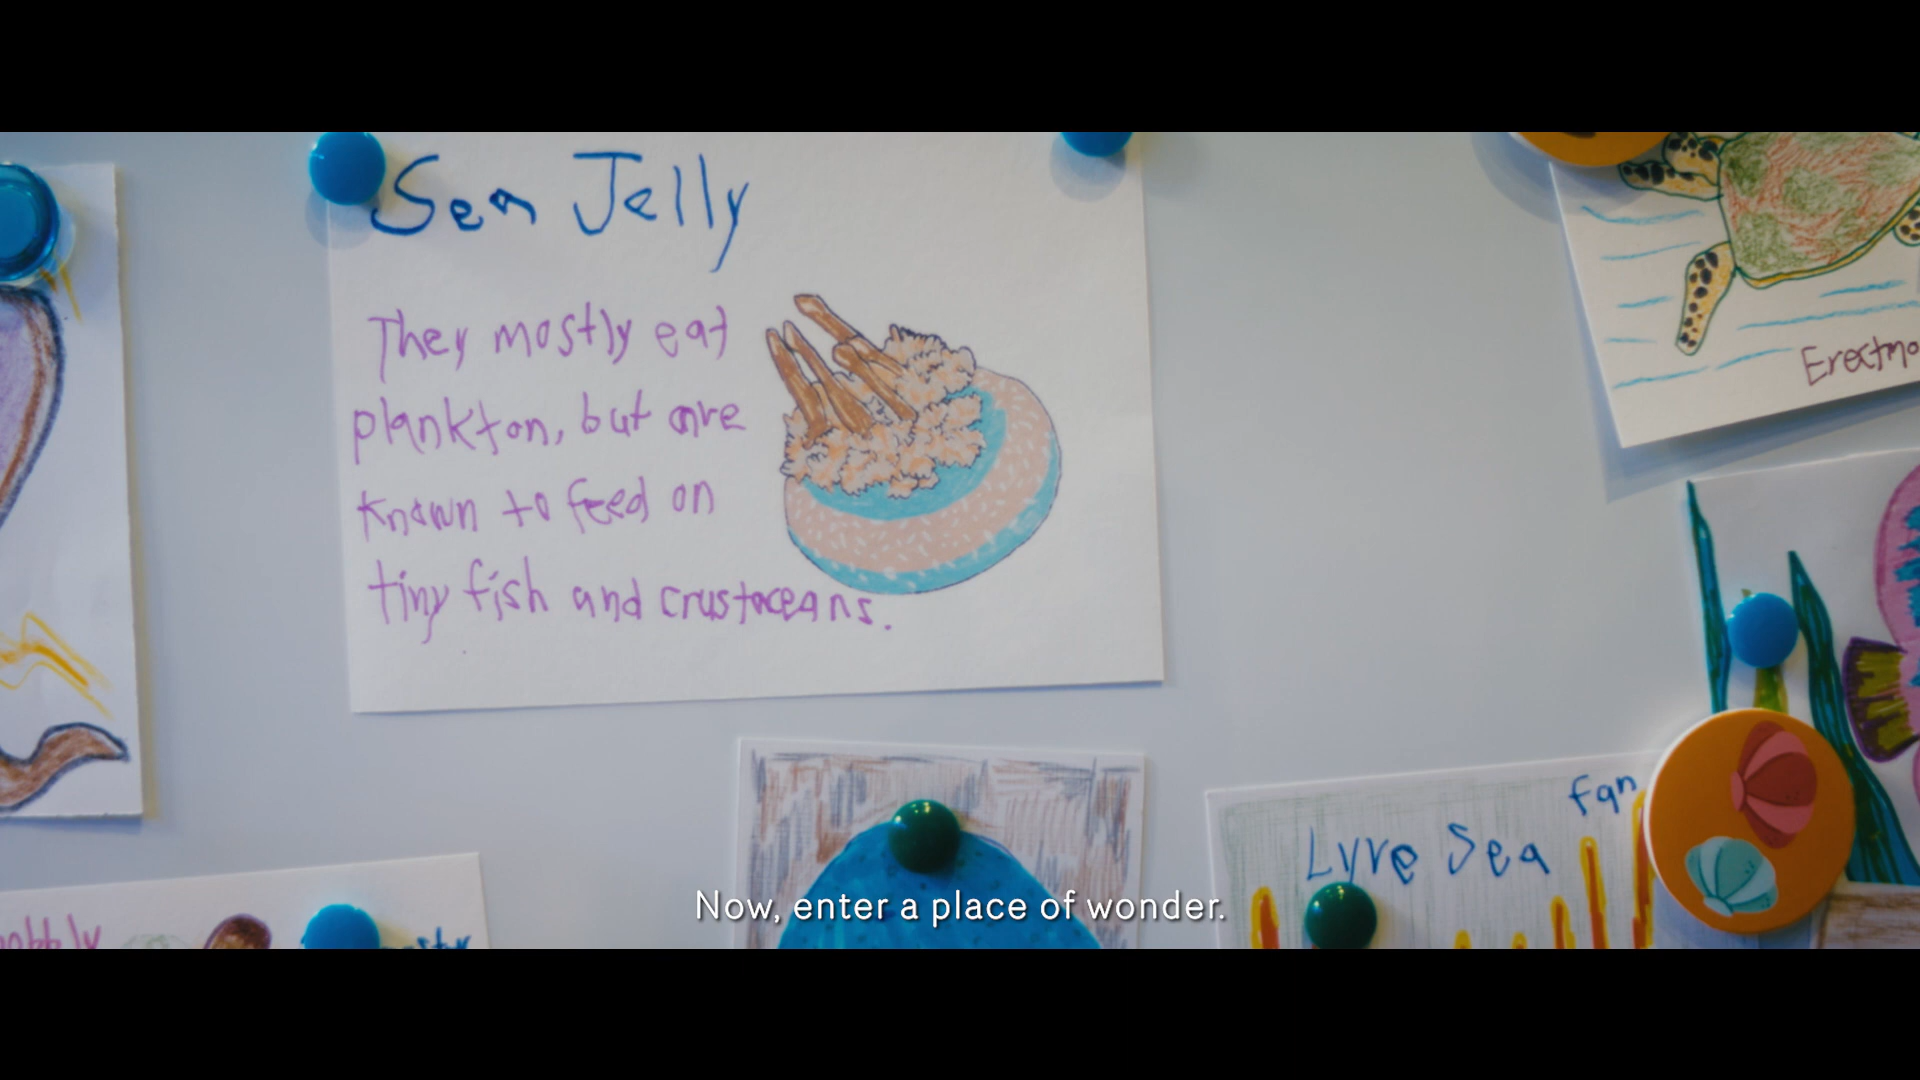 Sea Jelly
They mostly eat
plankton, but are
known to feed on
tiny fish and crustaceans.
fan
Lyre Sea
Now, enter a place of wonder.